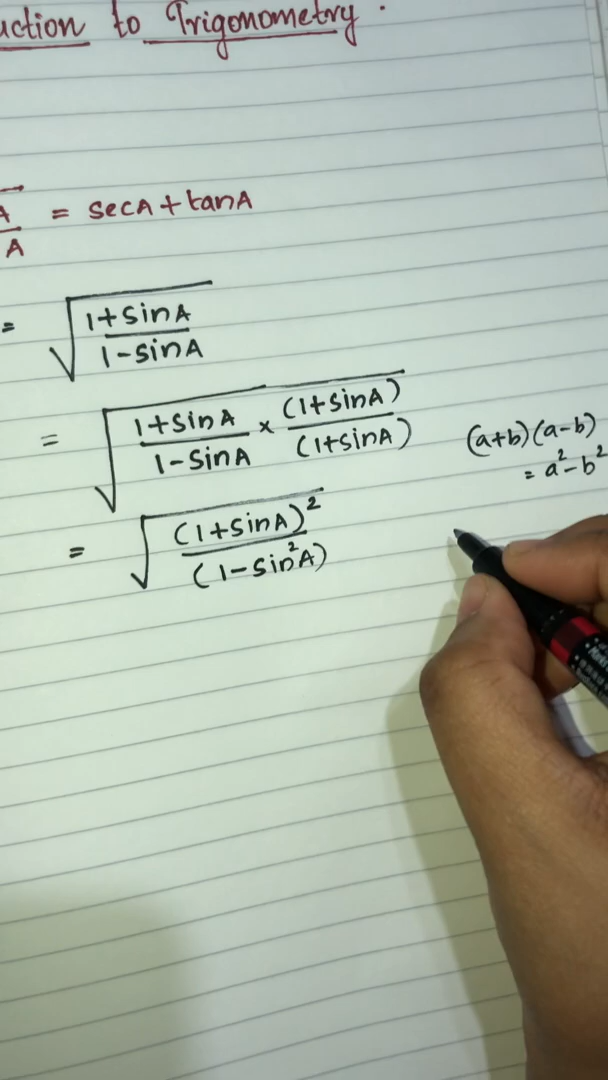 uction to Trigonometry.
A/A = secA + tanA
= √((1+sinA)/(1-sinA))
= √((1+sinA)/(1-sinA) × (1+sinA)/(1+sinA))
(a+b)(a-b)
= a²-b²
= √((1+sinA)²/(1-sin²A))